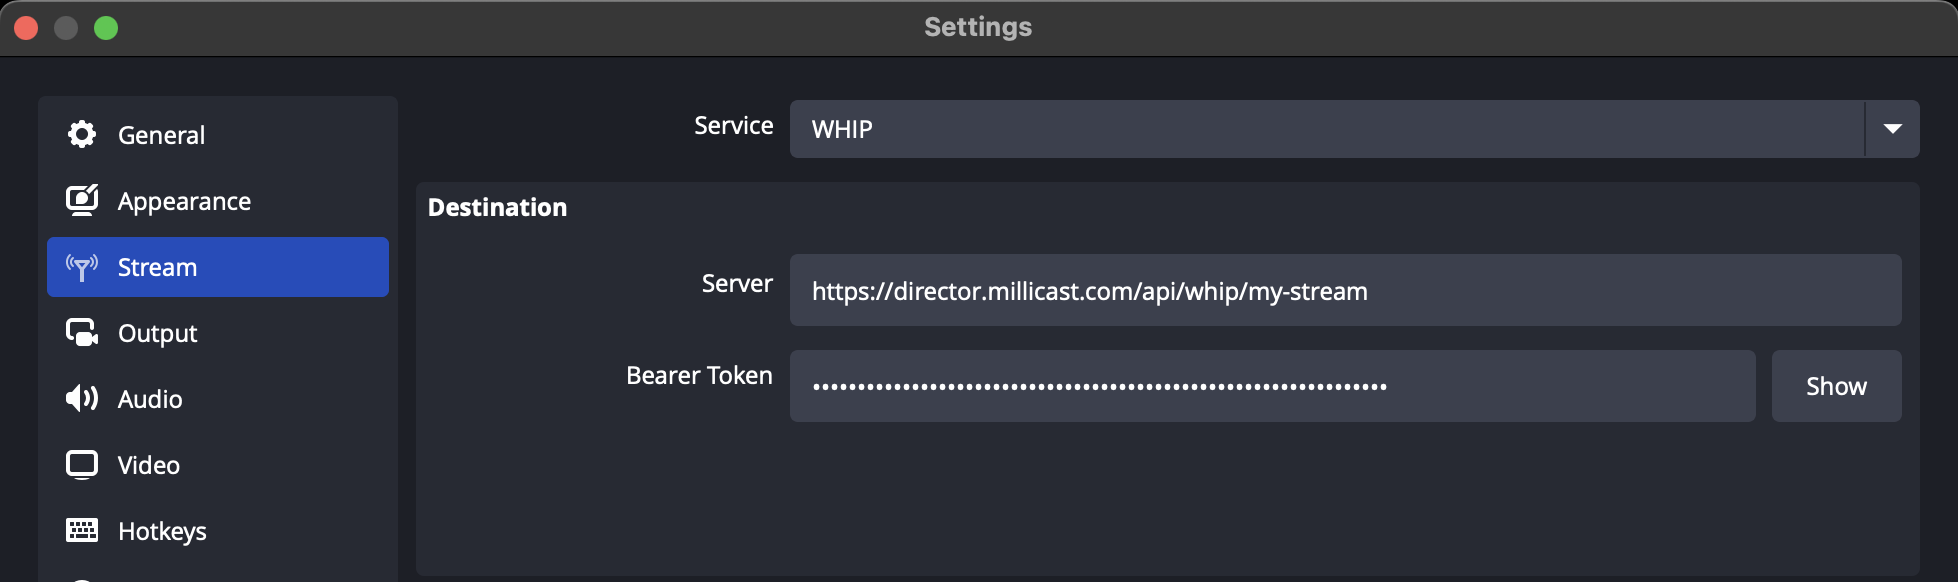 Settings
General
Appearance
Stream
Output
Audio
Video
Hotkeys
Service
WHIP
Destination
Server
https://director.millicast.com/api/whip/my-stream
Bearer Token
••••••••••••••••••••••••••••••••••••••••••••••••••••••••••••••••
Show